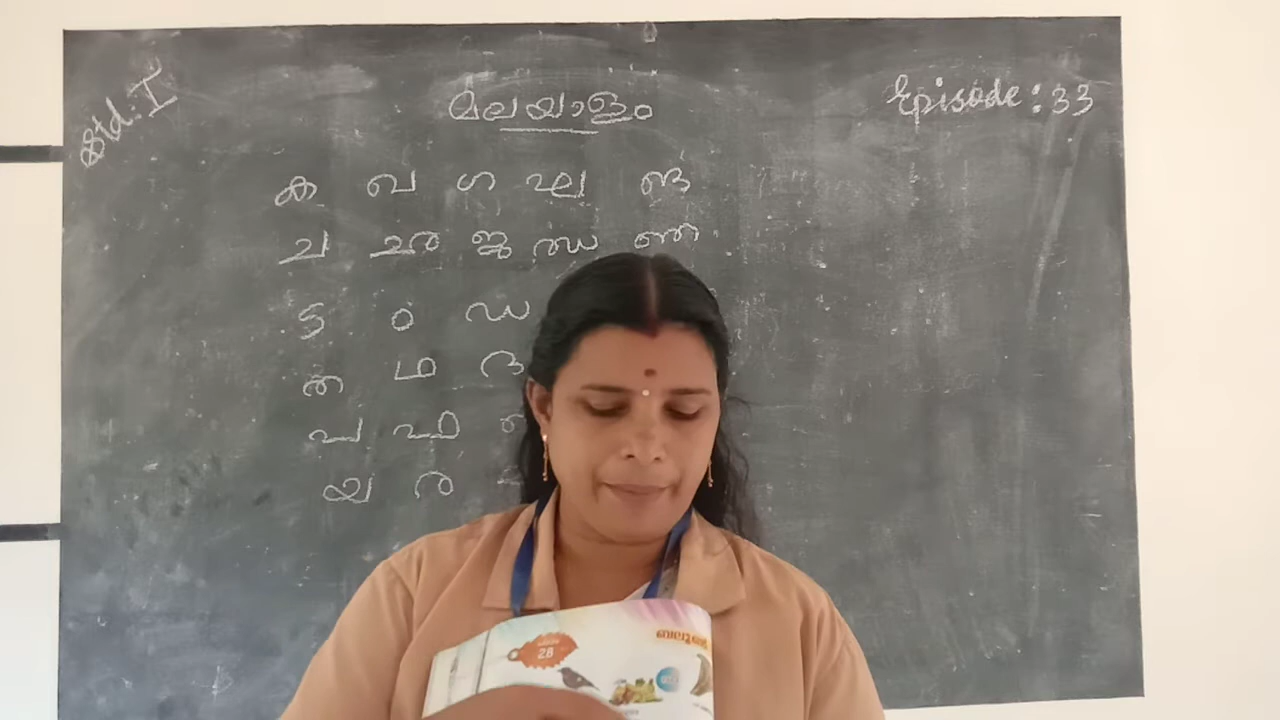 Std: I
മലയാളം
Episode: 33
ക ഖ ഗ ഘ ങ
ച ഛ ജ ഝ ഞ
ട ഠ ഡ
ത ഥ ദ
പ ഫ
യ ര
28